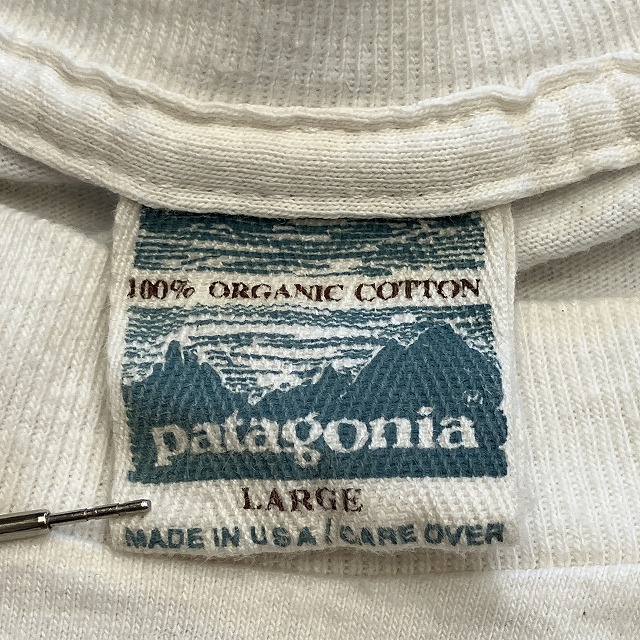 100% ORGANIC COTTON
patagonia
LARGE
MADE IN USA / CARE OVER